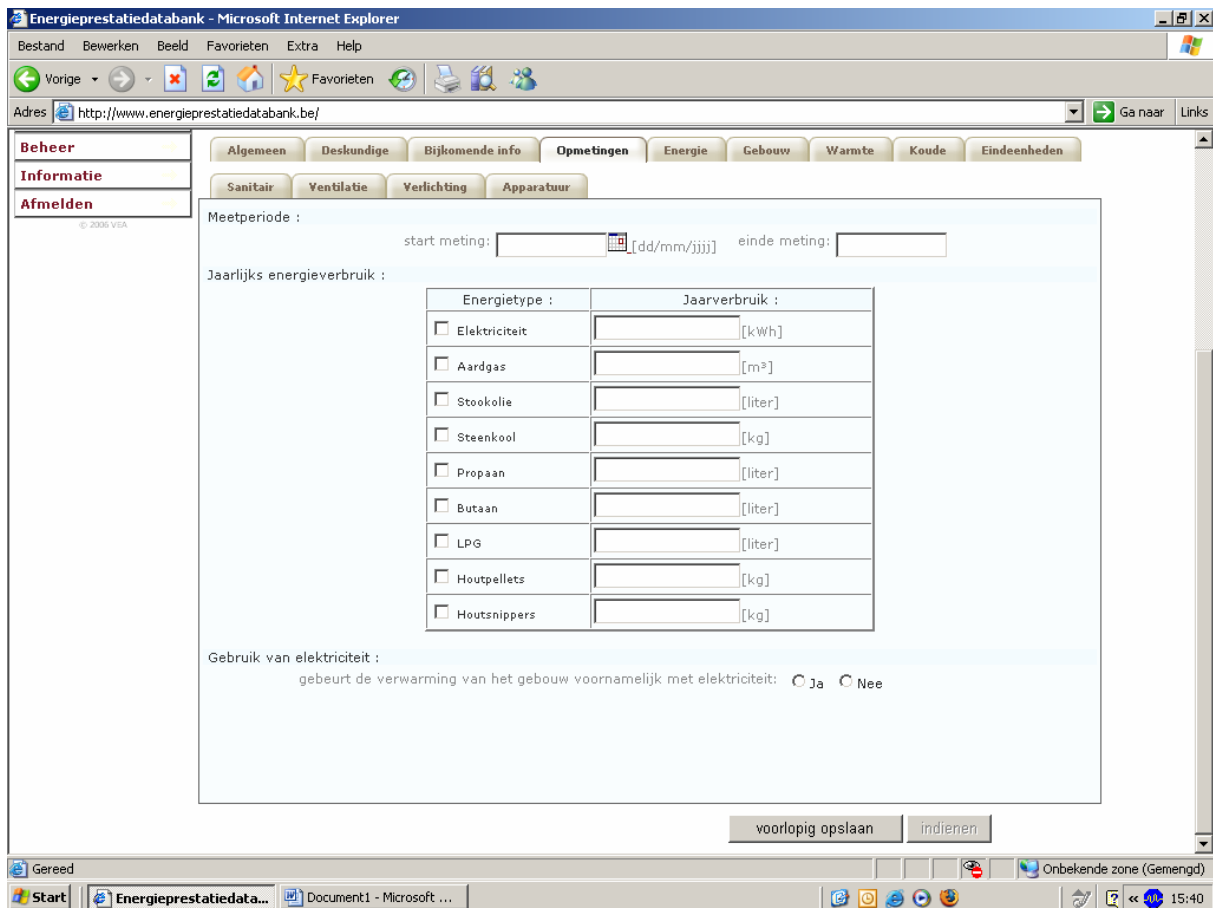 Energieprestatiedatabank - Microsoft Internet Explorer
Bestand Bewerken Beeld Favorieten Extra Help
Vorige Favorieten
Adres http://www.energieprestatiedatabank.be/ Ga naar Links
Beheer
Informatie
Afmelden
© 2006 VEA
Algemeen Deskundige Bijkomende info Opmetingen Energie Gebouw Warmte Koude Eindeenheden
Sanitair Ventilatie Verlichting Apparatuur
Meetperiode :
start meting: [dd/mm/jjjj] einde meting:
Jaarlijks energieverbruik :
Energietype : Jaarverbruik :
Elektriciteit [kWh]
Aardgas [m³]
Stookolie [liter]
Steenkool [kg]
Propaan [liter]
Butaan [liter]
LPG [liter]
Houtpellets [kg]
Houtsnippers [kg]
Gebruik van elektriciteit :
gebeurt de verwarming van het gebouw voornamelijk met elektriciteit: Ja Nee
voorlopig opslaan indienen
Gereed Onbekende zone (Gemengd)
Start Energieprestatiedata... Document1 - Microsoft ... 15:40